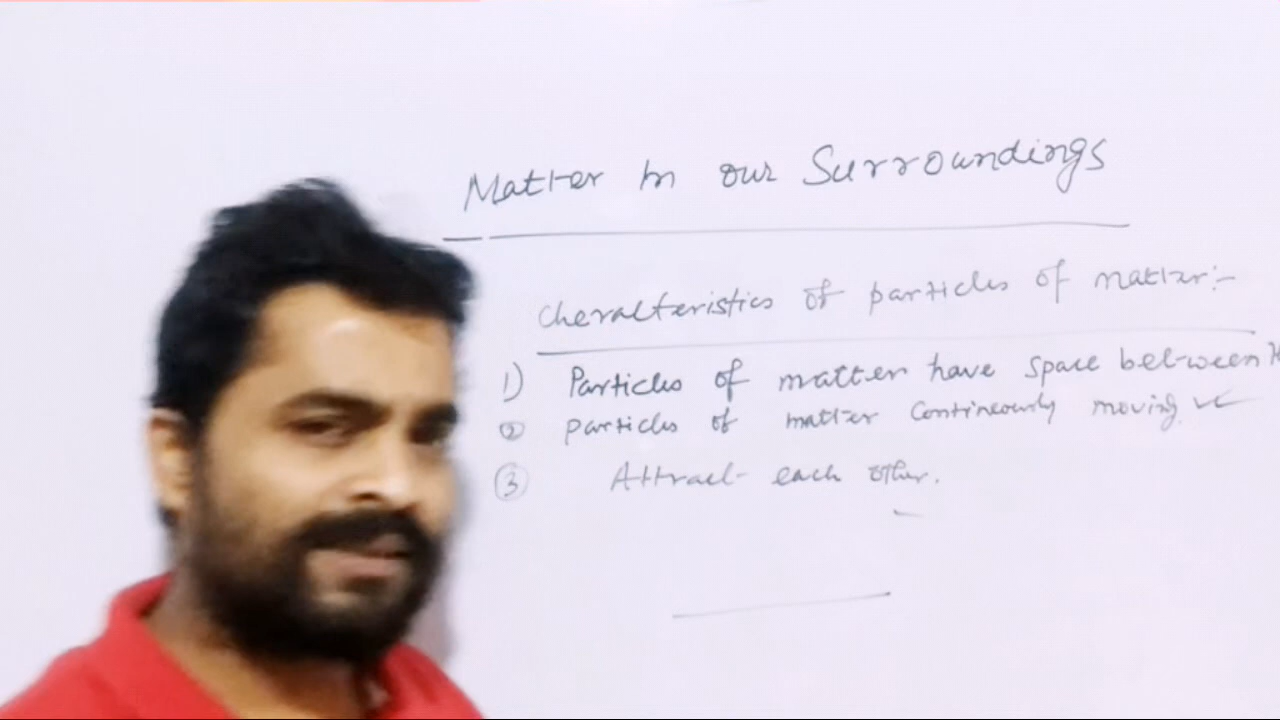 Matter In our Surroundings
Cheracteristics of particles of matter:-
1) Particles of matter have space between
② particles of matter contineously moving
③ Attract each other.